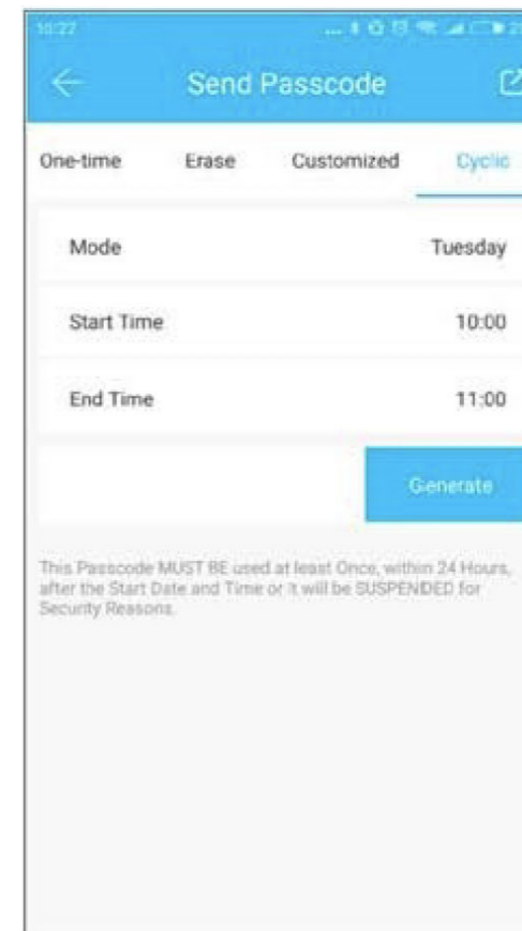 10:27
Send Passcode
One-time Erase Customized Cyclic
Mode Tuesday
Start Time 10:00
End Time 11:00
Generate
This Passcode MUST BE used at least Once, within 24 Hours,
after the Start Date and Time or it will be SUSPENDED for
Security Reasons.